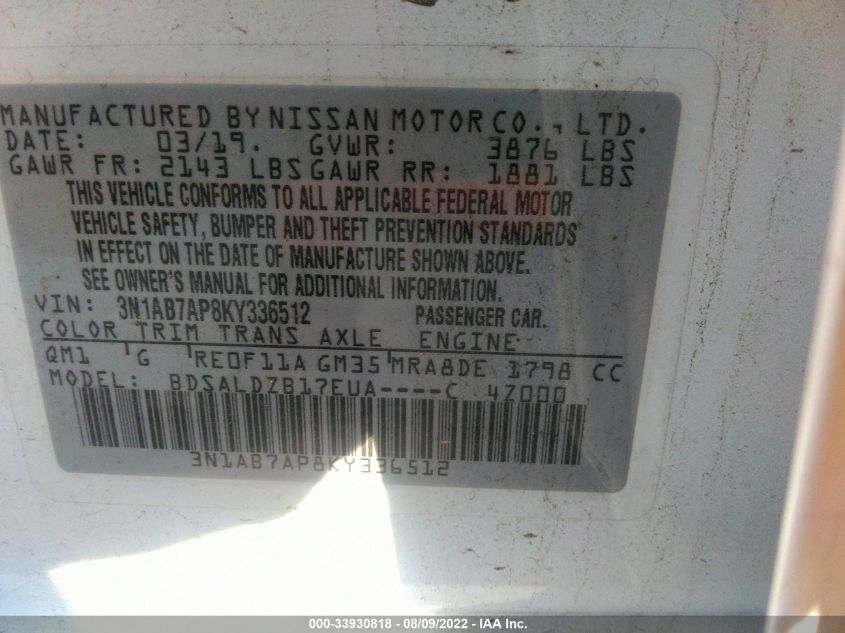 MANUFACTURED BY NISSAN MOTOR CO., LTD.
DATE: 03/19. GVWR: 3876 LBS
GAWR FR: 2143 LBS GAWR RR: 1881 LBS
THIS VEHICLE CONFORMS TO ALL APPLICABLE FEDERAL MOTOR
VEHICLE SAFETY, BUMPER AND THEFT PREVENTION STANDARDS
IN EFFECT ON THE DATE OF MANUFACTURE SHOWN ABOVE.
SEE OWNER'S MANUAL FOR ADDITIONAL INFORMATION.
VIN: 3N1AB7AP8KY336512 PASSENGER CAR.
COLOR TRIM TRANS AXLE ENGINE
QM1 G RE0F11A GM35 MRA8DE 1798 CC
MODEL: BDSALDZB17EUA----C 4Z000
3N1AB7AP8KY336512
000-33930818 - 08/09/2022 - IAA Inc.